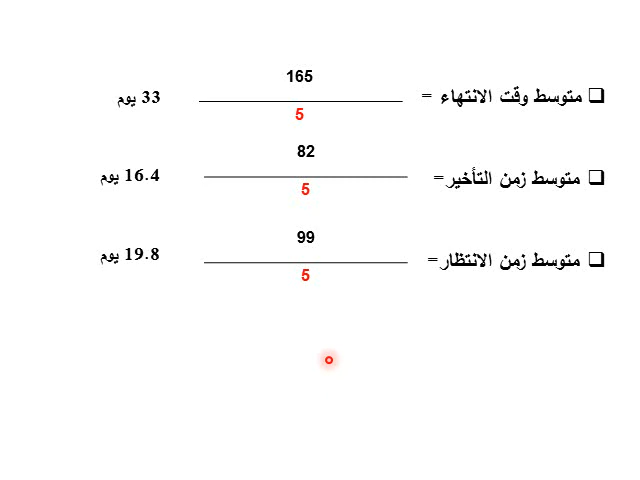 165
❑ متوسط وقت الانتهاء = 33 يوم
5
82
❑ متوسط زمن التأخير= 16.4 يوم
5
99
❑ متوسط زمن الانتظار= 19.8 يوم
5